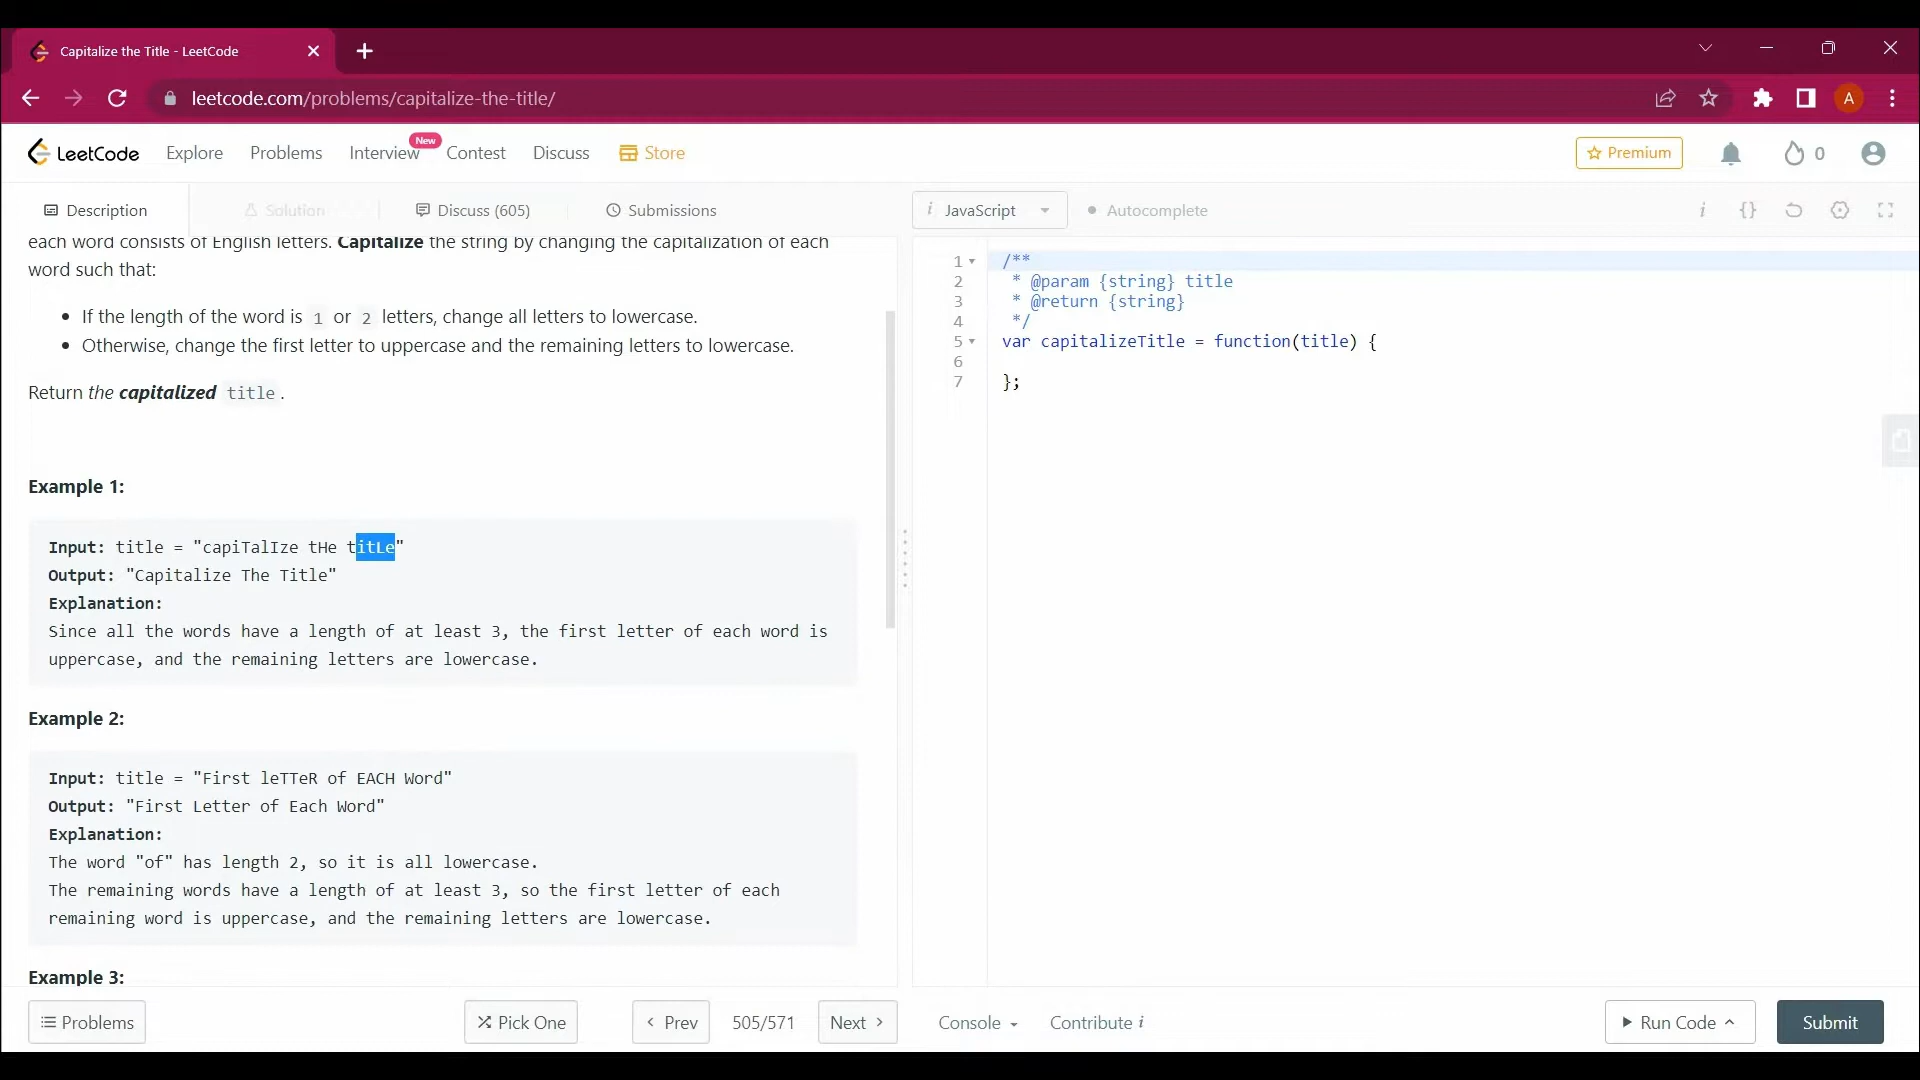 Capitalize the Title - LeetCode
leetcode.com/problems/capitalize-the-title/
A
LeetCode Explore Problems Interview New Contest Discuss Store Premium 0
Description Solution Discuss (605) Submissions
i JavaScript Autocomplete i {}
each word consists of English letters. Capitalize the string by changing the capitalization of each
word such that:
If the length of the word is 1 or 2 letters, change all letters to lowercase.
Otherwise, change the first letter to uppercase and the remaining letters to lowercase.
Return the capitalized title .
Example 1:
Input: title = "capiTalIze tHe titLe"
Output: "Capitalize The Title"
Explanation:
Since all the words have a length of at least 3, the first letter of each word is
uppercase, and the remaining letters are lowercase.
Example 2:
Input: title = "First leTTeR of EACH Word"
Output: "First Letter of Each Word"
Explanation:
The word "of" has length 2, so it is all lowercase.
The remaining words have a length of at least 3, so the first letter of each
remaining word is uppercase, and the remaining letters are lowercase.
Example 3:
1 /**
2 * @param {string} title
3 * @return {string}
4 */
5 var capitalizeTitle = function(title) {
6
7 };
Problems Pick One Prev 505/571 Next Console Contribute i Run Code Submit